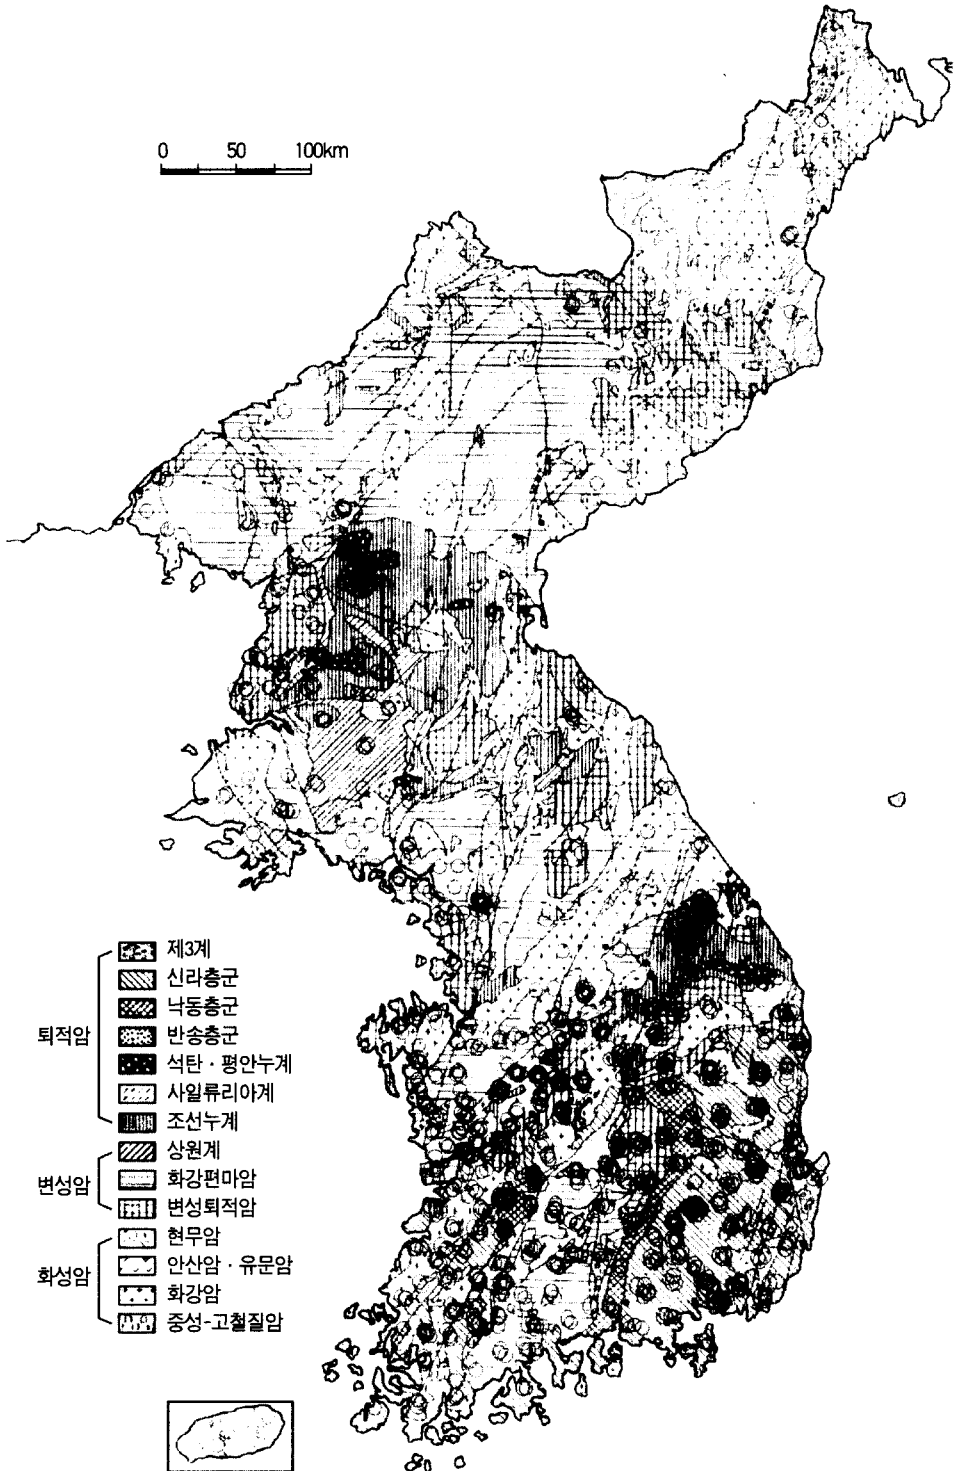 0 50 100km
퇴적암
제3계
신라층군
낙동층군
반송층군
석탄·평안누계
사일류리아계
조선누계
변성암
상원계
화강편마암
변성퇴적암
화성암
현무암
안산암·유문암
화강암
중성-고철질암